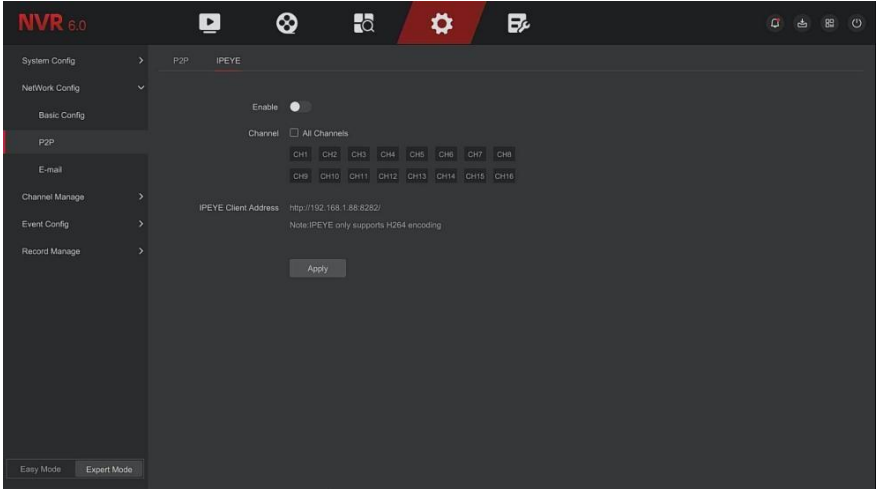 NVR 6.0
System Config
NetWork Config
Basic Config
P2P
E-mail
Channel Manage
Event Config
Record Manage
Easy Mode Expert Mode
P2P IPEYE
Enable
Channel All Channels
CH1 CH2 CH3 CH4 CH5 CH6 CH7 CH8
CH9 CH10 CH11 CH12 CH13 CH14 CH15 CH16
IPEYE Client Address http://192.168.1.88:8282/
Note:IPEYE only supports H264 encoding
Apply